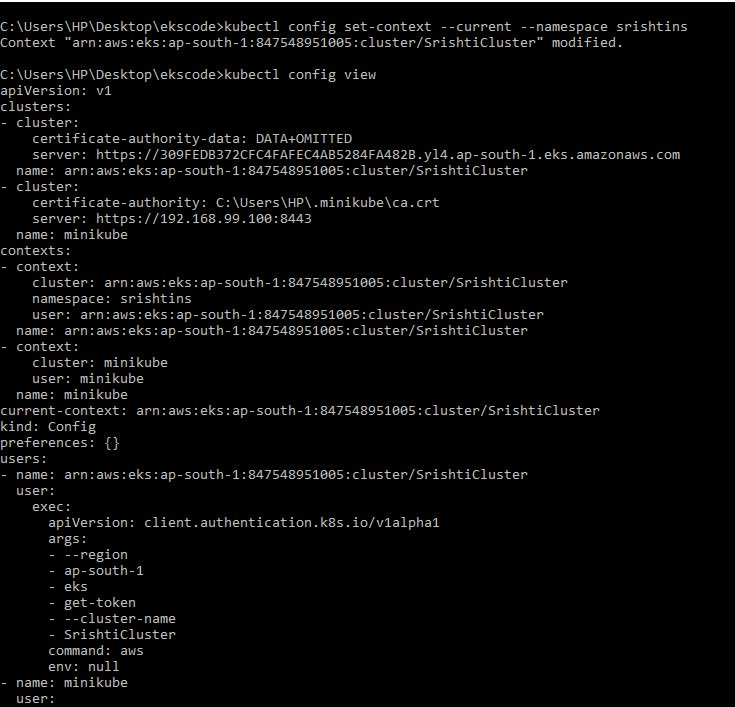 C:\Users\HP\Desktop\ekscode>kubectl config set-context --current --namespace srishtins
Context "arn:aws:eks:ap-south-1:847548951005:cluster/SrishtiCluster" modified.
C:\Users\HP\Desktop\ekscode>kubectl config view
apiVersion: v1
clusters:
- cluster:
    certificate-authority-data: DATA+OMITTED
    server: https://309FEDB372CFC4FAFEC4AB5284FA482B.yl4.ap-south-1.eks.amazonaws.com
  name: arn:aws:eks:ap-south-1:847548951005:cluster/SrishtiCluster
- cluster:
    certificate-authority: C:\Users\HP\.minikube\ca.crt
    server: https://192.168.99.100:8443
  name: minikube
contexts:
- context:
    cluster: arn:aws:eks:ap-south-1:847548951005:cluster/SrishtiCluster
    namespace: srishtins
    user: arn:aws:eks:ap-south-1:847548951005:cluster/SrishtiCluster
  name: arn:aws:eks:ap-south-1:847548951005:cluster/SrishtiCluster
- context:
    cluster: minikube
    user: minikube
  name: minikube
current-context: arn:aws:eks:ap-south-1:847548951005:cluster/SrishtiCluster
kind: Config
preferences: {}
users:
- name: arn:aws:eks:ap-south-1:847548951005:cluster/SrishtiCluster
  user:
    exec:
      apiVersion: client.authentication.k8s.io/v1alpha1
      args:
      - --region
      - ap-south-1
      - eks
      - get-token
      - --cluster-name
      - SrishtiCluster
      command: aws
      env: null
- name: minikube
  user: